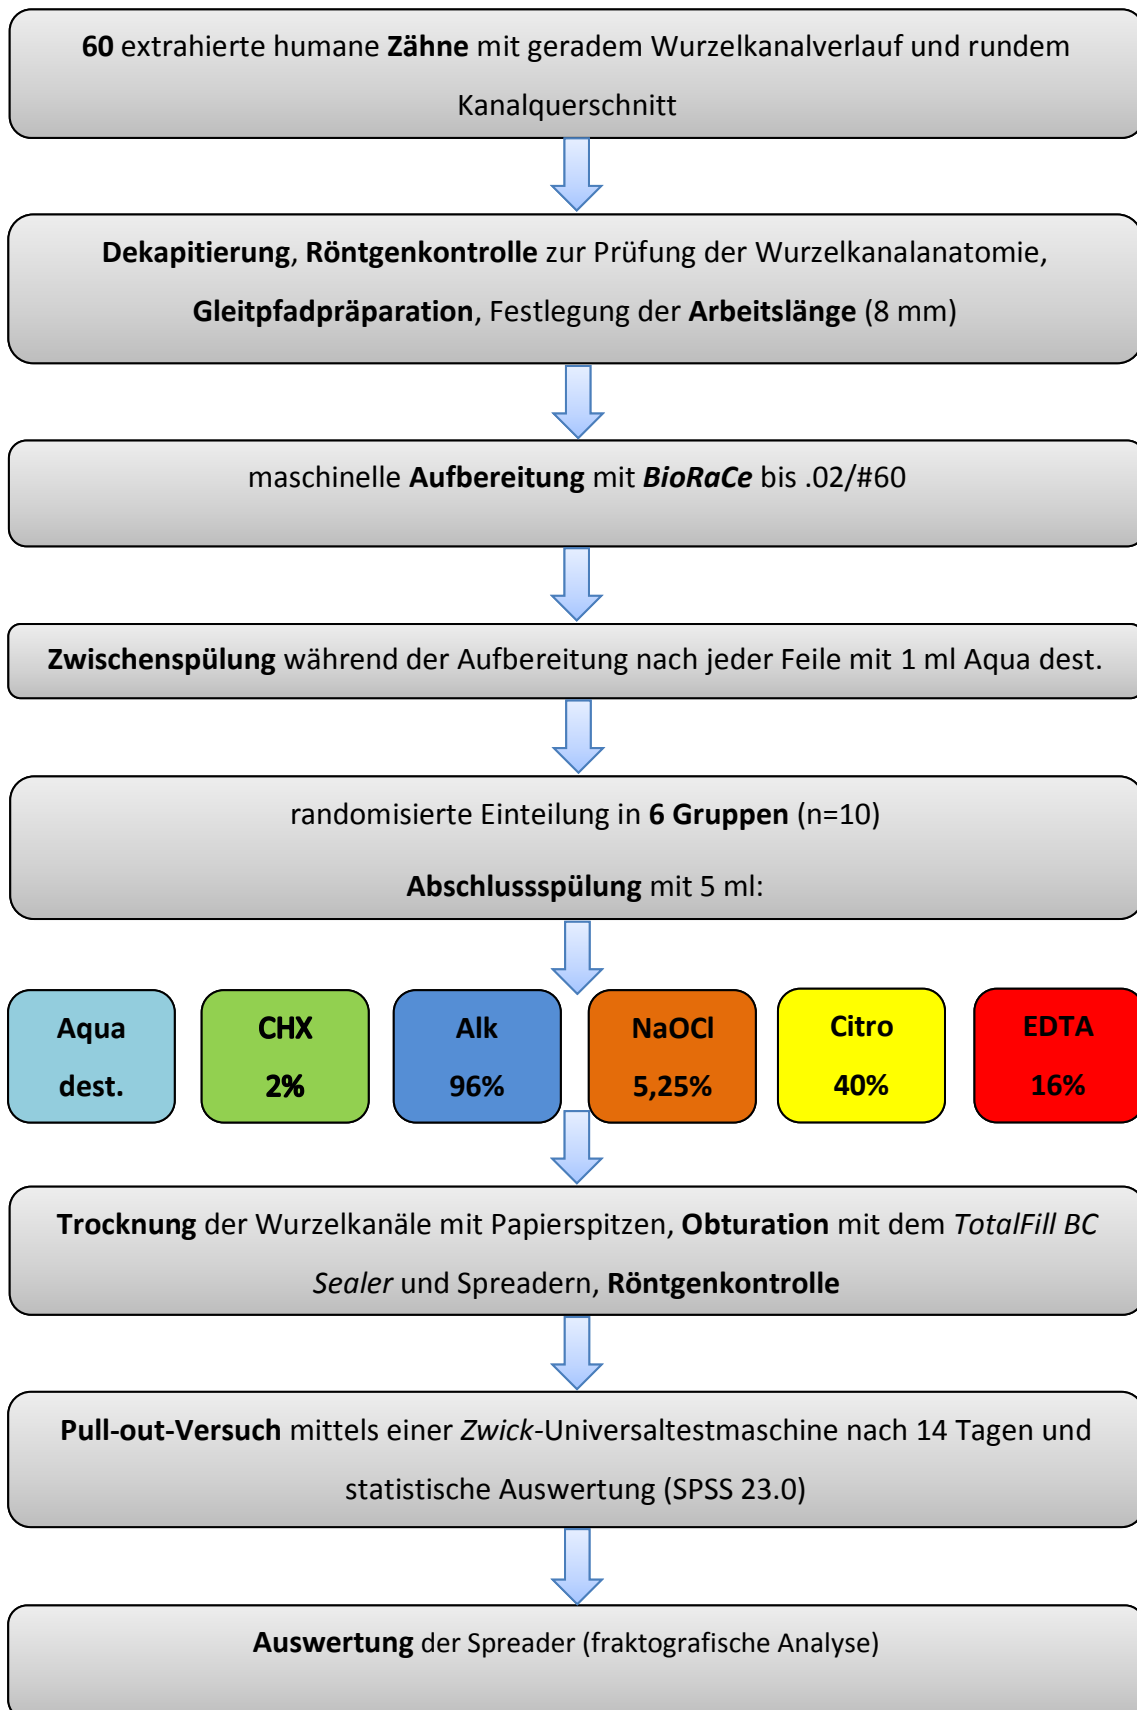 60 extrahierte humane Zähne mit geradem Wurzelkanalverlauf und rundem
Kanalquerschnitt
Dekapitierung, Röntgenkontrolle zur Prüfung der Wurzelkanalanatomie,
Gleitpfadpräparation, Festlegung der Arbeitslänge (8 mm)
maschinelle Aufbereitung mit BioRaCe bis .02/#60
Zwischenspülung während der Aufbereitung nach jeder Feile mit 1 ml Aqua dest.
randomisierte Einteilung in 6 Gruppen (n=10)
Abschlussspülung mit 5 ml:
Aqua
dest.
CHX
2%
Alk
96%
NaOCl
5,25%
Citro
40%
EDTA
16%
Trocknung der Wurzelkanäle mit Papierspitzen, Obturation mit dem TotalFill BC
Sealer und Spreadern, Röntgenkontrolle
Pull-out-Versuch mittels einer Zwick-Universaltestmaschine nach 14 Tagen und
statistische Auswertung (SPSS 23.0)
Auswertung der Spreader (fraktografische Analyse)